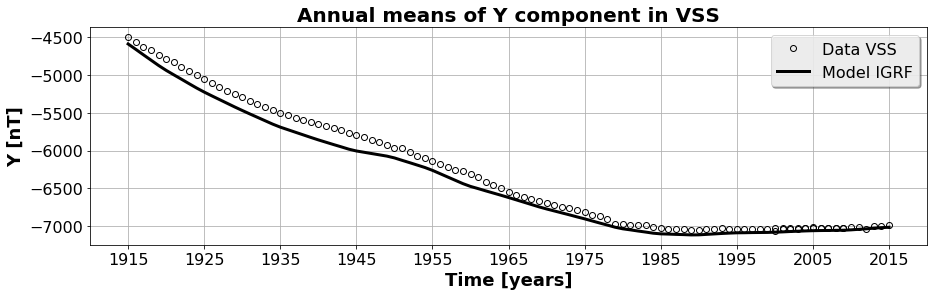 Annual means of Y component in VSS
Data VSS
Model IGRF
Y [nT]
−4500
−5000
−5500
−6000
−6500
−7000
1915 1925 1935 1945 1955 1965 1975 1985 1995 2005 2015
Time [years]